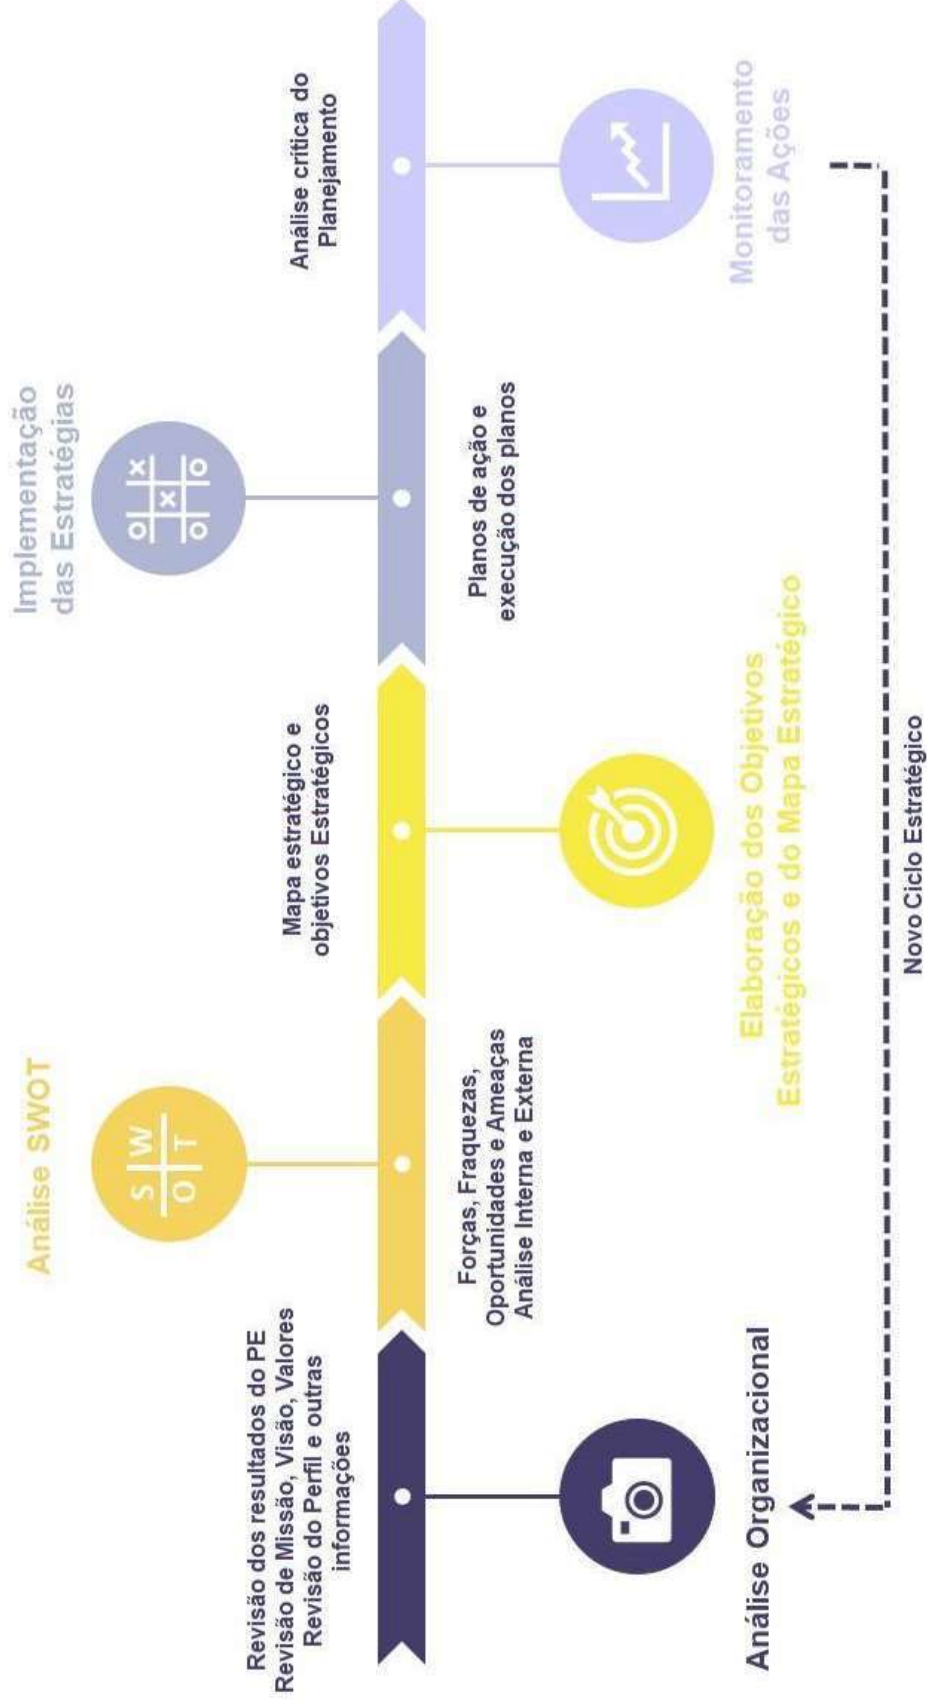 Revisão dos resultados do PE
Revisão de Missão, Visão, Valores
Revisão do Perfil e outras
informações
Análise Organizacional
Análise SWOT
S W
O T
Forças, Fraquezas,
Oportunidades e Ameaças
Análise Interna e Externa
Mapa estratégico e
objetivos Estratégicos
Elaboração dos Objetivos
Estratégicos e do Mapa Estratégico
Implementação
das Estratégias
O X
X
O O
Planos de ação e
execução dos planos
Análise crítica do
Planejamento
Monitoramento
das Ações
Novo Ciclo Estratégico